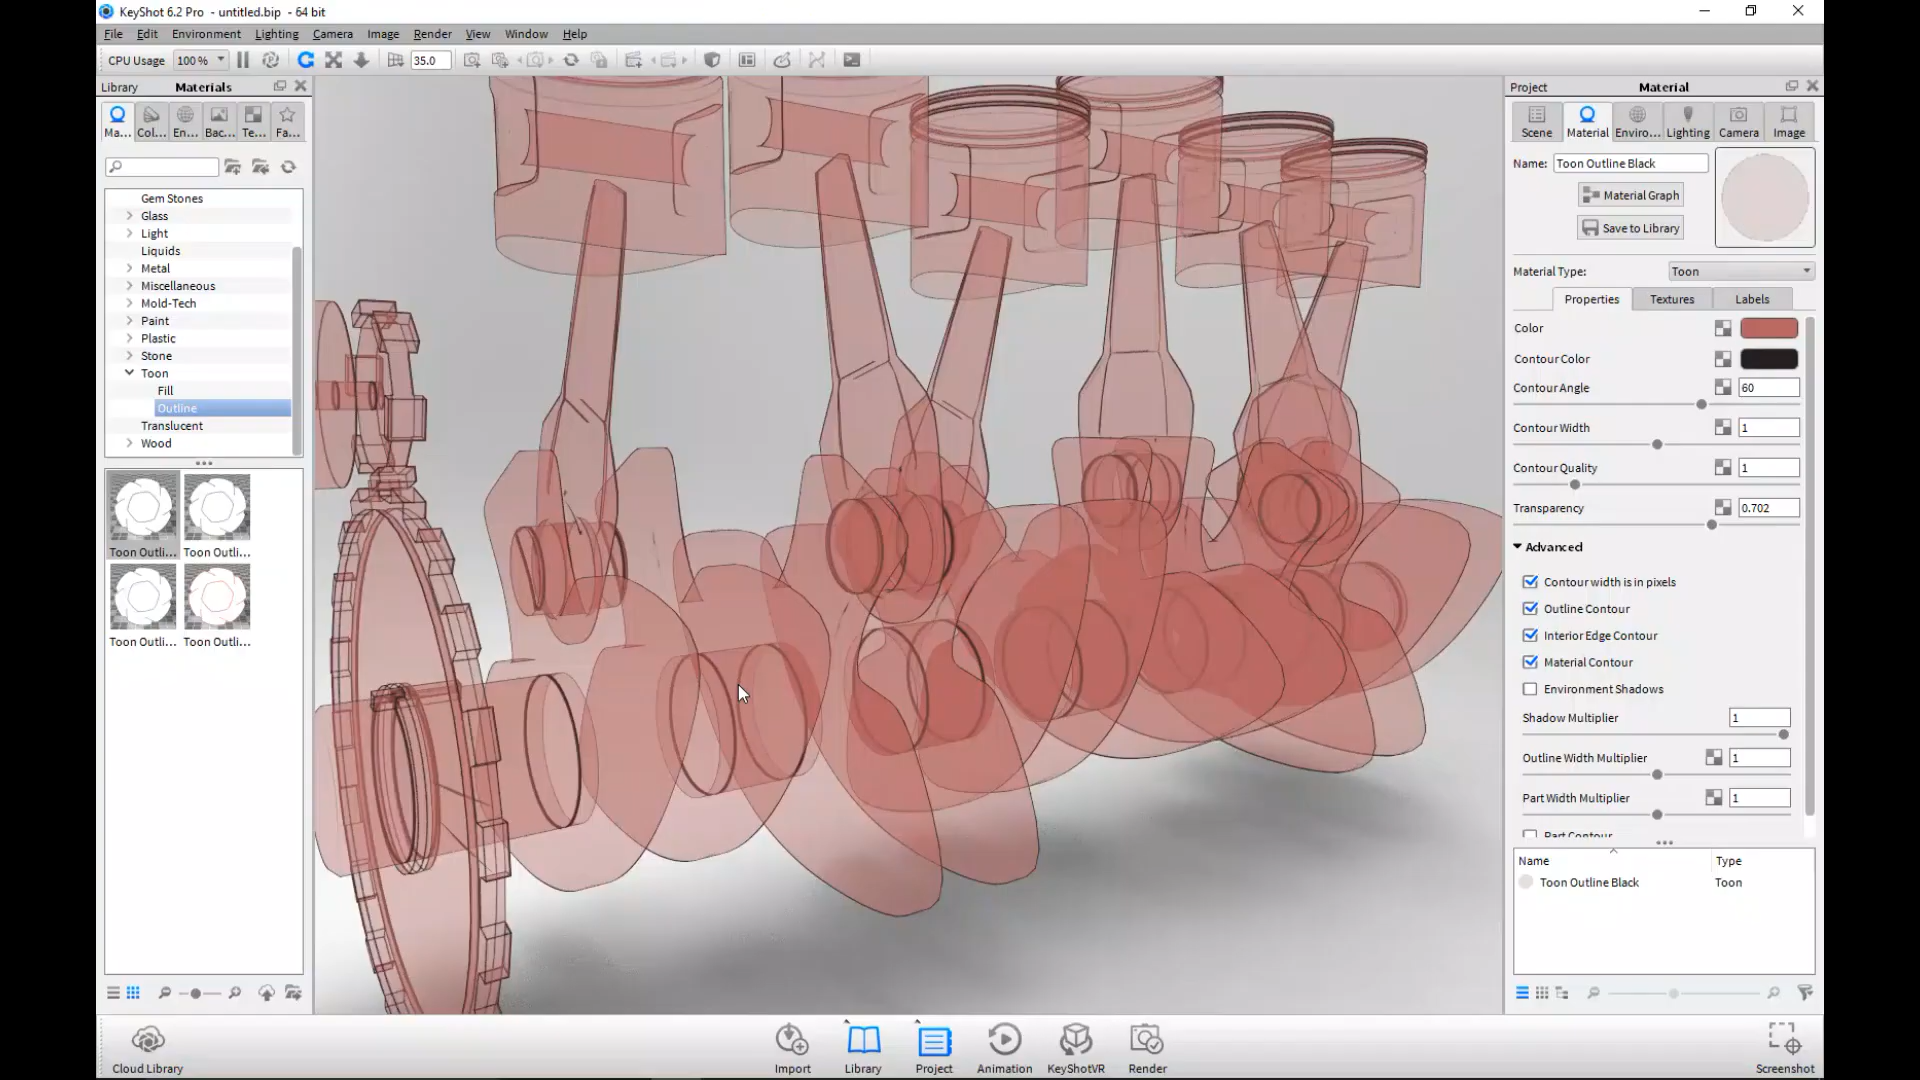 KeyShot 6.2 Pro - untitled.bip - 64 bit
File Edit Environment Lighting Camera Image Render View Window Help
CPU Usage 100 % 35.0
Library Materials
Ma... Col... En... Bac... Te... Fa...
Gem Stones
Glass
Light
Liquids
Metal
Miscellaneous
Mold-Tech
Paint
Plastic
Stone
Toon
Fill
Outline
Translucent
Wood
Toon Outli... Toon Outli...
Toon Outli... Toon Outli...
Project Material
Scene Material Enviro... Lighting Camera Image
Name: Toon Outline Black
Material Graph
Save to Library
Material Type: Toon
Properties Textures Labels
Color
Contour Color
Contour Angle 60
Contour Width 1
Contour Quality 1
Transparency 0.702
Advanced
Contour width is in pixels
Outline Contour
Interior Edge Contour
Material Contour
Environment Shadows
Shadow Multiplier 1
Outline Width Multiplier 1
Part Width Multiplier 1
Part Contour
Name Type
Toon Outline Black Toon
Cloud Library Import Library Project Animation KeyShotVR Render Screenshot